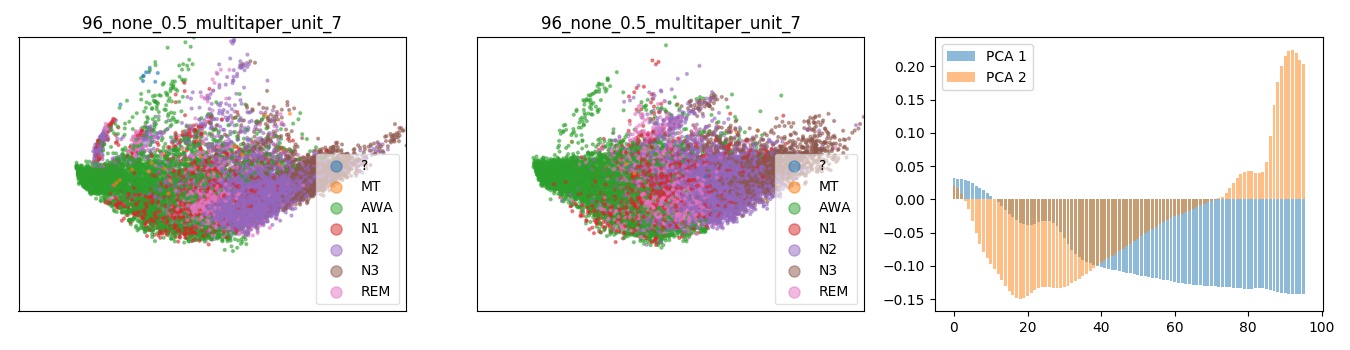 96_none_0.5_multitaper_unit_7
?
MT
AWA
N1
N2
N3
REM
96_none_0.5_multitaper_unit_7
?
MT
AWA
N1
N2
N3
REM
PCA 1
PCA 2
0.20
0.15
0.10
0.05
0.00
−0.05
−0.10
−0.15
0 20 40 60 80 100